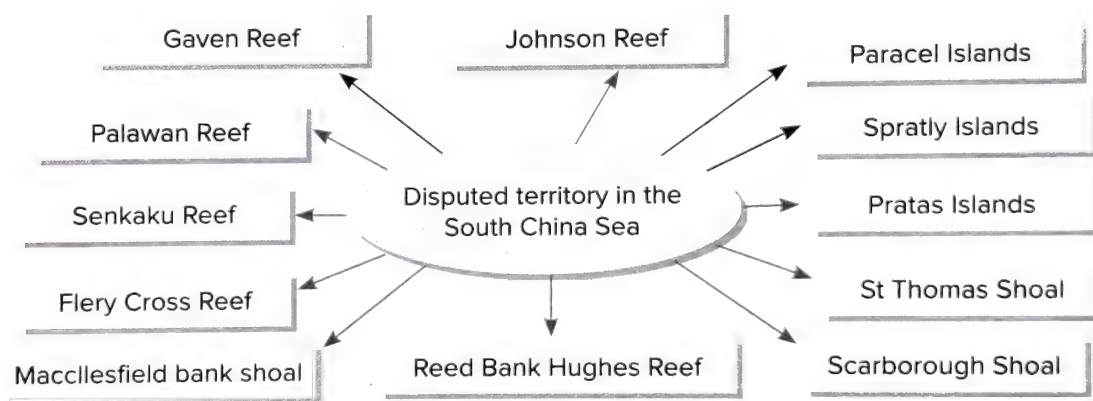 Gaven Reef
Johnson Reef
Paracel Islands
Palawan Reef
Spratly Islands
Disputed territory in the
South China Sea
Senkaku Reef
Pratas Islands
Flery Cross Reef
St Thomas Shoal
Maccllesfield bank shoal
Reed Bank Hughes Reef
Scarborough Shoal